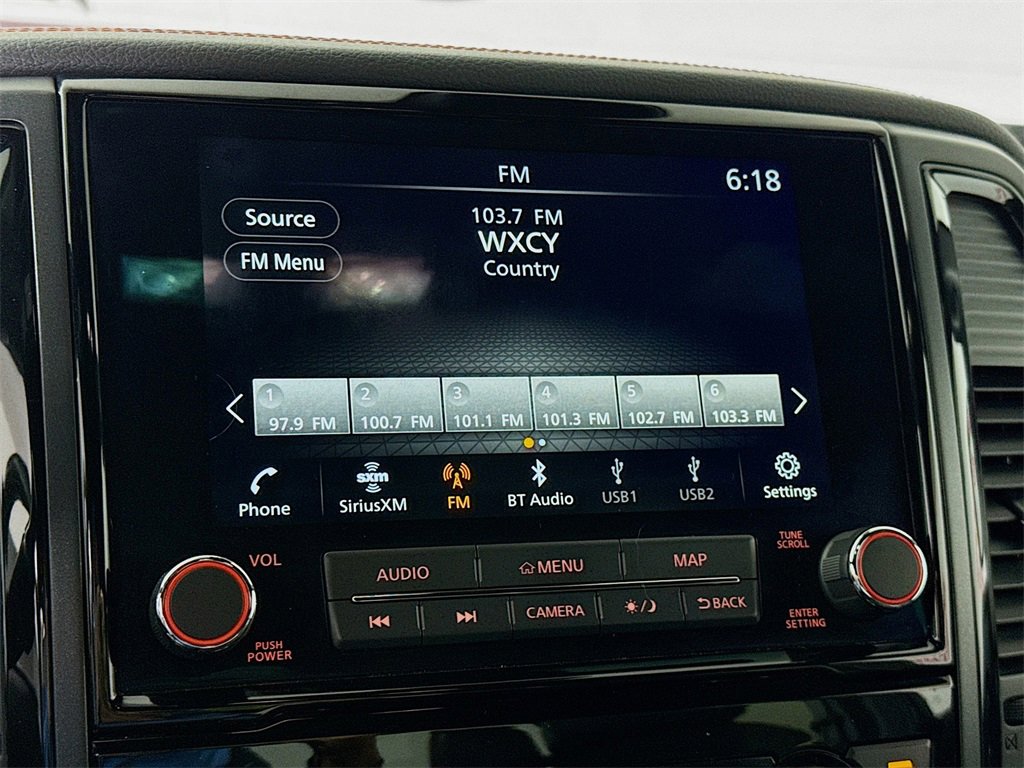 FM
6:18
Source
103.7 FM
WXCY
FM Menu
Country
1 2 3 4 5 6
97.9 FM 100.7 FM 101.1 FM 101.3 FM 102.7 FM 103.3 FM
sxm
Phone SiriusXM FM BT Audio USB1 USB2 Settings
VOL
AUDIO MENU MAP
TUNE
SCROLL
CAMERA BACK
PUSH
POWER
ENTER
SETTING